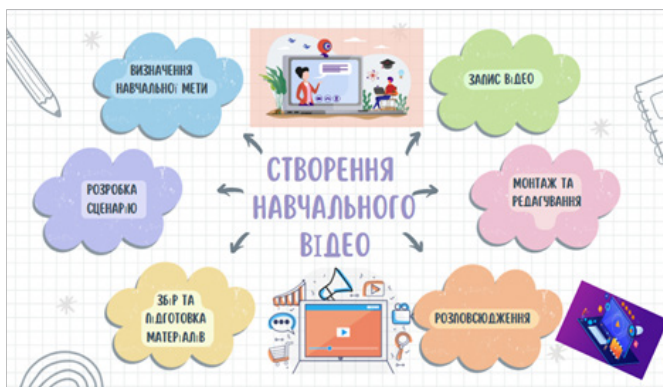 ВИЗНАЧЕННЯ
НАВЧАЛЬНОЇ МЕТИ
ЗАПИС ВІДЕО
СТВОРЕННЯ
НАВЧАЛЬНОГО
ВІДЕО
РОЗРОБКА
СЦЕНАРІЮ
МОНТАЖ ТА
РЕДАГУВАННЯ
ЗБІР ТА
ПІДГОТОВКА
МАТЕРІАЛІВ
РОЗПОВСЮДЖЕННЯ